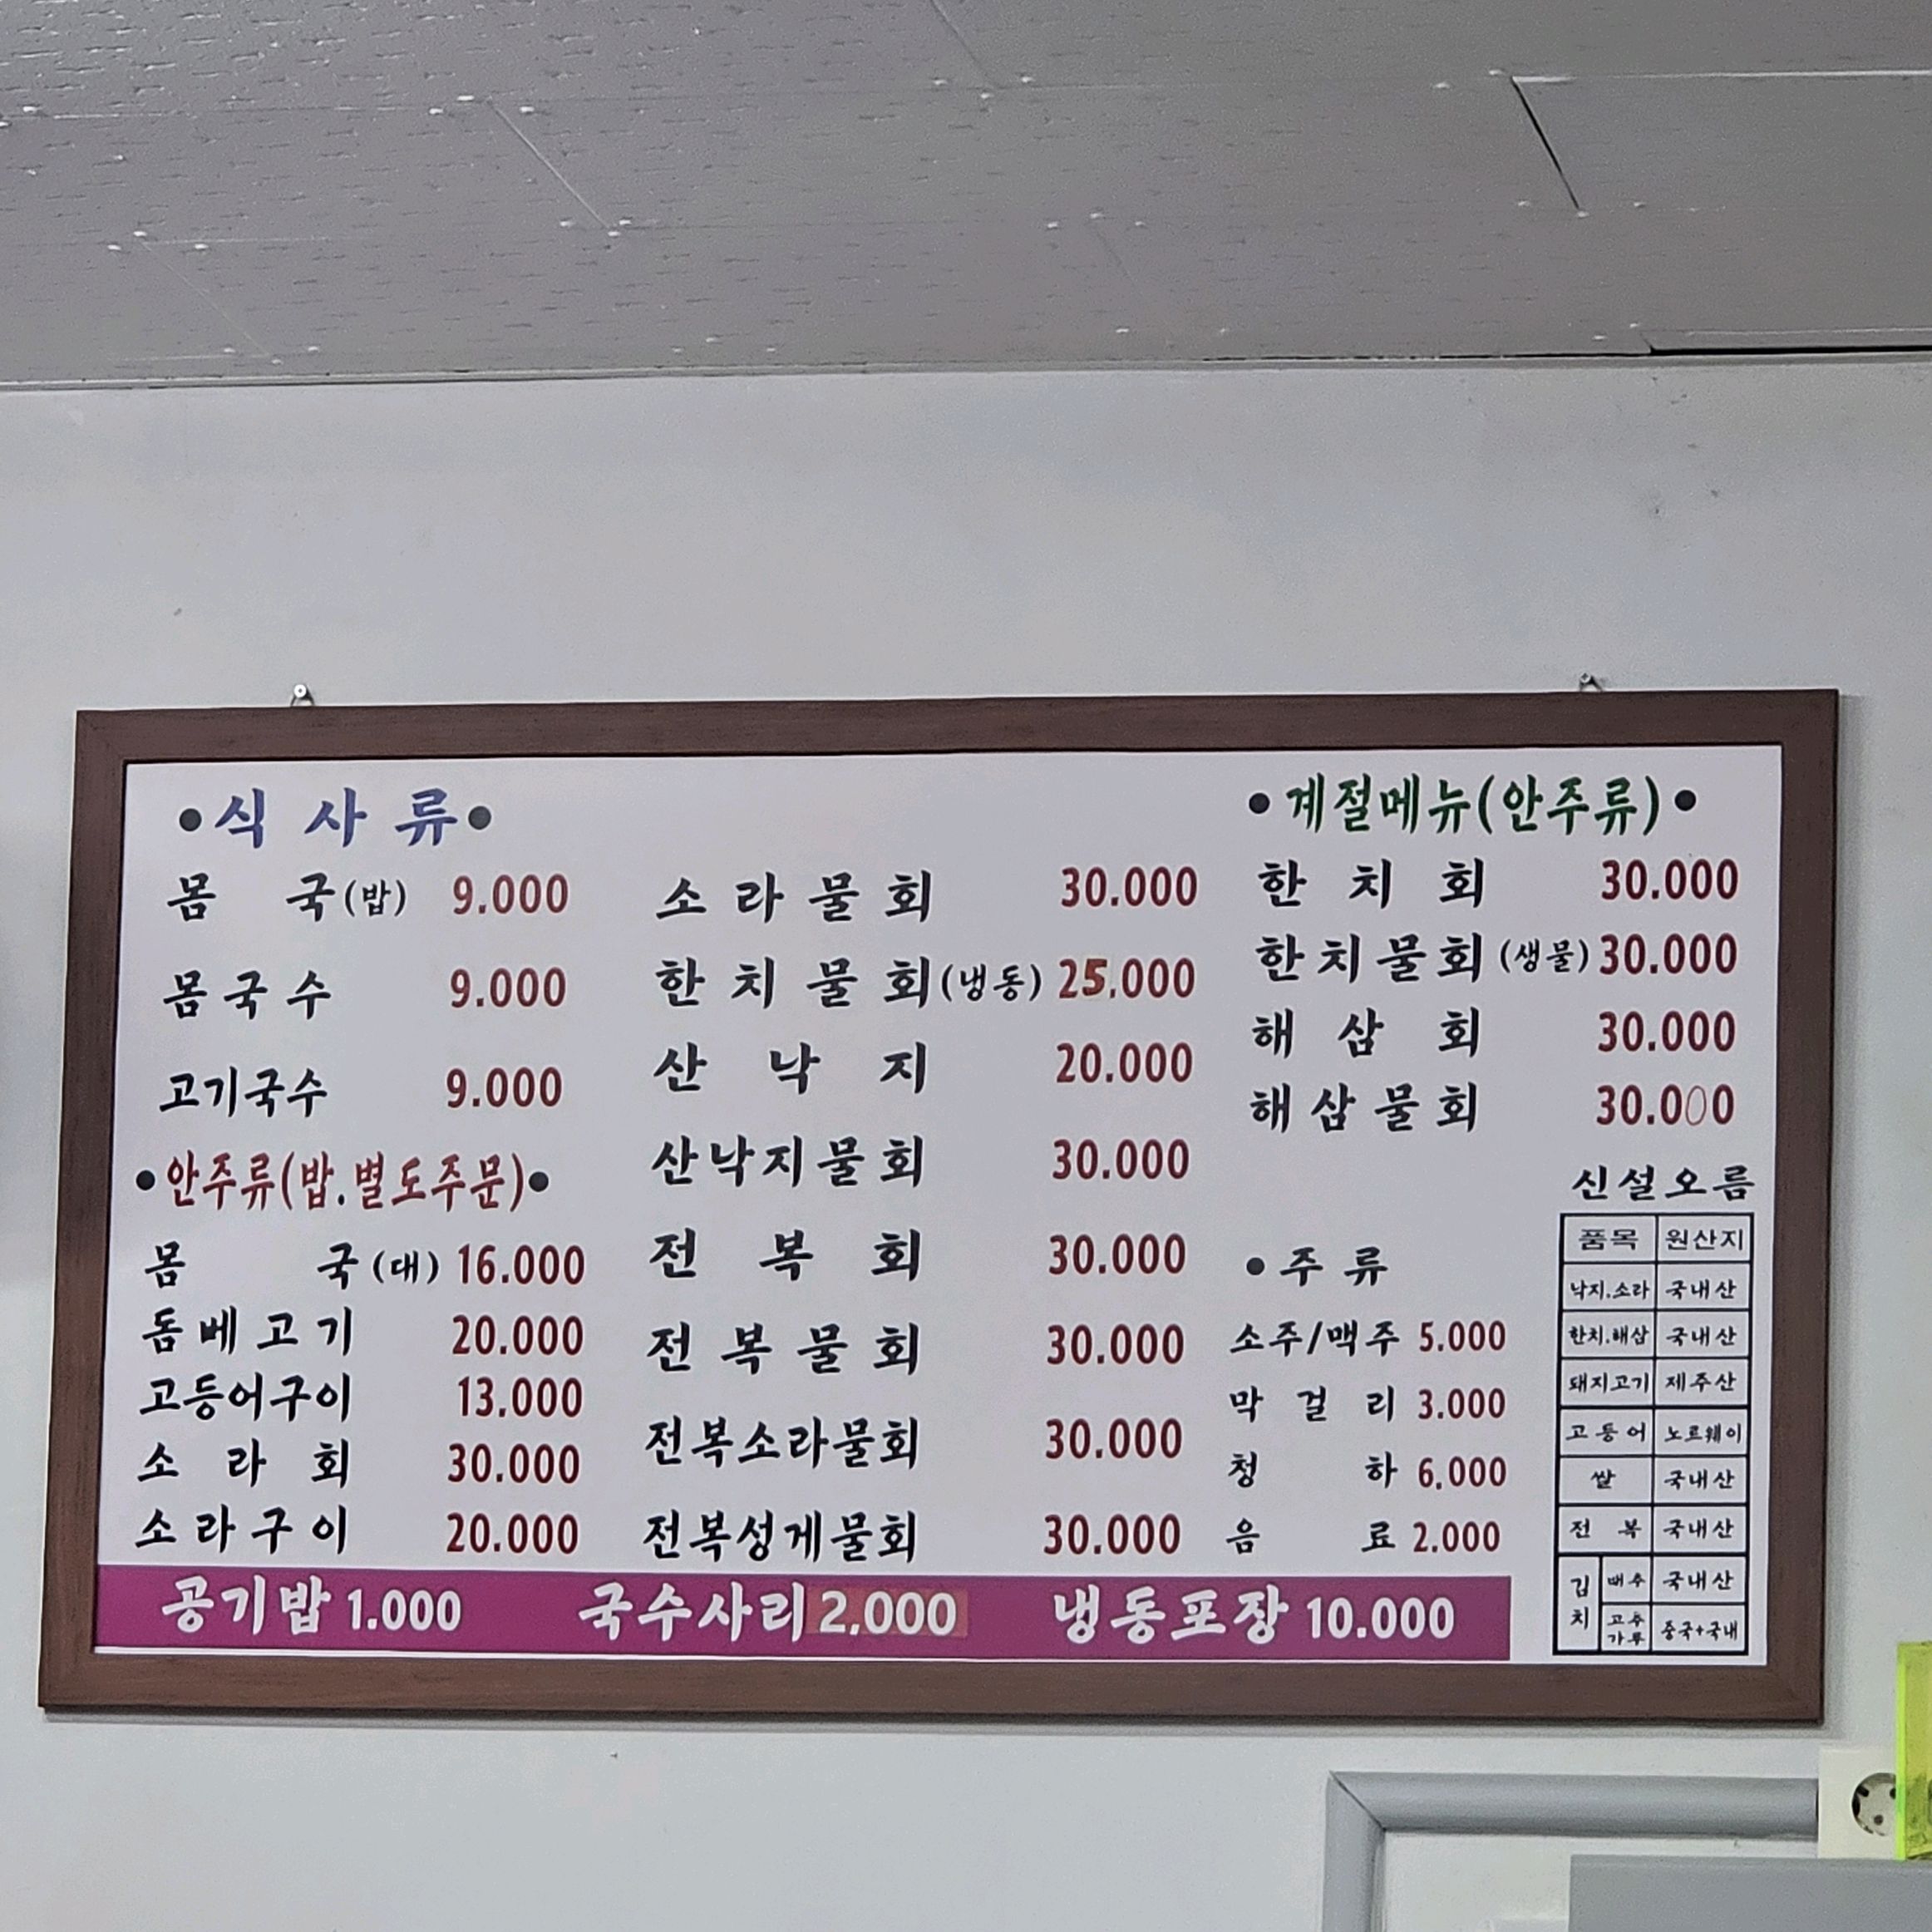 •식사류•
몸국(밥) 9.000
몸국수 9.000
고기국수 9.000
•안주류(밥.별도주문)•
몸국(대) 16.000
돔베고기 20.000
고등어구이 13.000
소라회 30.000
소라구이 20.000
소라물회 30.000
한치물회(냉동) 25.000
산낙지 20.000
산낙지물회 30.000
전복회 30.000
전복물회 30.000
전복소라물회 30.000
전복성게물회 30.000
•계절메뉴(안주류)•
한치회 30.000
한치물회(생물) 30.000
해삼회 30.000
해삼물회 30.000
•주류
소주/맥주 5.000
막걸리 3.000
청하 6.000
음료 2.000
신설오름
품목 원산지
낙지.소라 국내산
한치.해삼 국내산
돼지고기 제주산
고등어 노르웨이
쌀 국내산
전복 국내산
김치 배추 국내산
고추가루 중국+국내
공기밥 1.000 국수사리 2,000 냉동포장 10.000